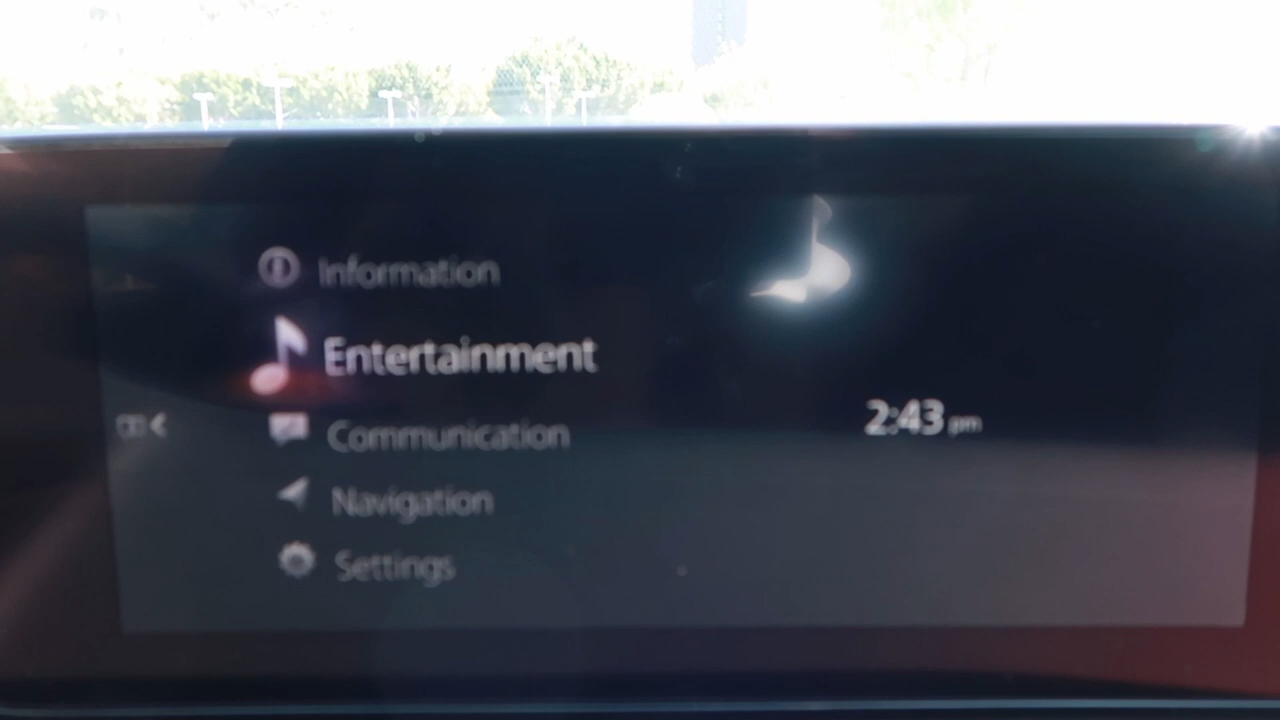 Information
Entertainment
Communication
2:43 pm
Navigation
Settings